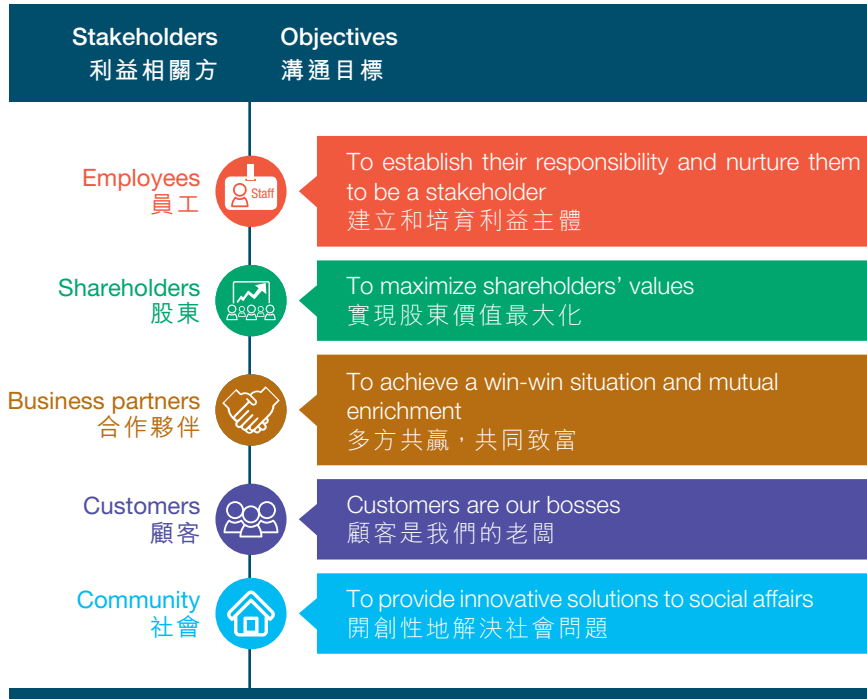 Stakeholders
利益相關方
Objectives
溝通目標
Employees
員工
Staff
To establish their responsibility and nurture them
to be a stakeholder
建立和培育利益主體
Shareholders
股東
To maximize shareholders’ values
實現股東價值最大化
Business partners
合作夥伴
To achieve a win-win situation and mutual
enrichment
多方共贏，共同致富
Customers
顧客
Customers are our bosses
顧客是我們的老闆
Community
社會
To provide innovative solutions to social affairs
開創性地解決社會問題